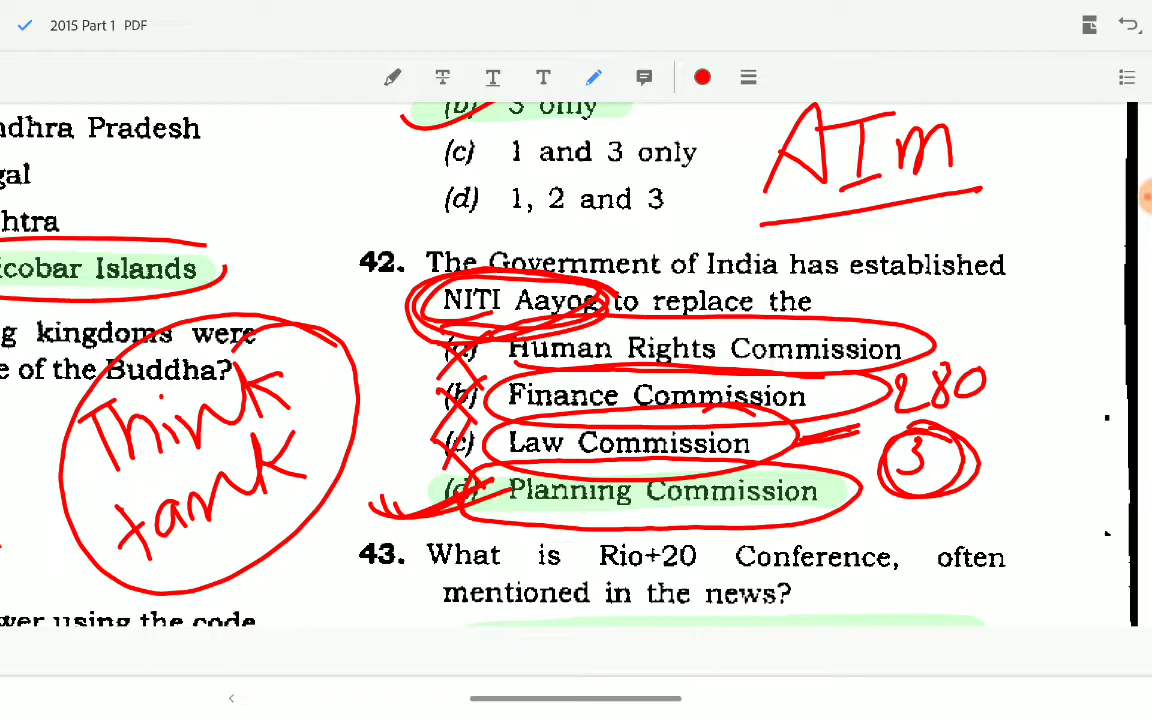 2015 Part 1 PDF
ndhra Pradesh
gal
htra
cobar Islands
g kingdoms were
e of the Buddha?
Think
tank
wer using the code
(b) 3 only
(c) 1 and 3 only
(d) 1, 2 and 3
AIM
42. The Government of India has established
NITI Aayog to replace the
(a) Human Rights Commission
(b) Finance Commission 280
(c) Law Commission 3
(d) Planning Commission
43. What is Rio+20 Conference, often
mentioned in the news?